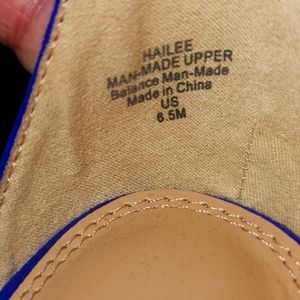 HAILEE
MAN-MADE UPPER
Balance Man-Made
Made in China
US
6.5M